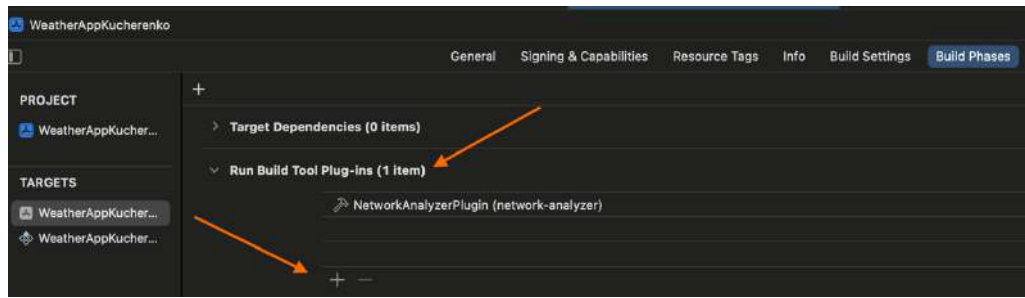 WeatherAppKucherenko
General Signing & Capabilities Resource Tags Info Build Settings Build Phases
PROJECT
WeatherAppKucher...
TARGETS
WeatherAppKucher...
WeatherAppKucher...
+
Target Dependencies (0 items)
Run Build Tool Plug-ins (1 item)
NetworkAnalyzerPlugin (network-analyzer)
+ −